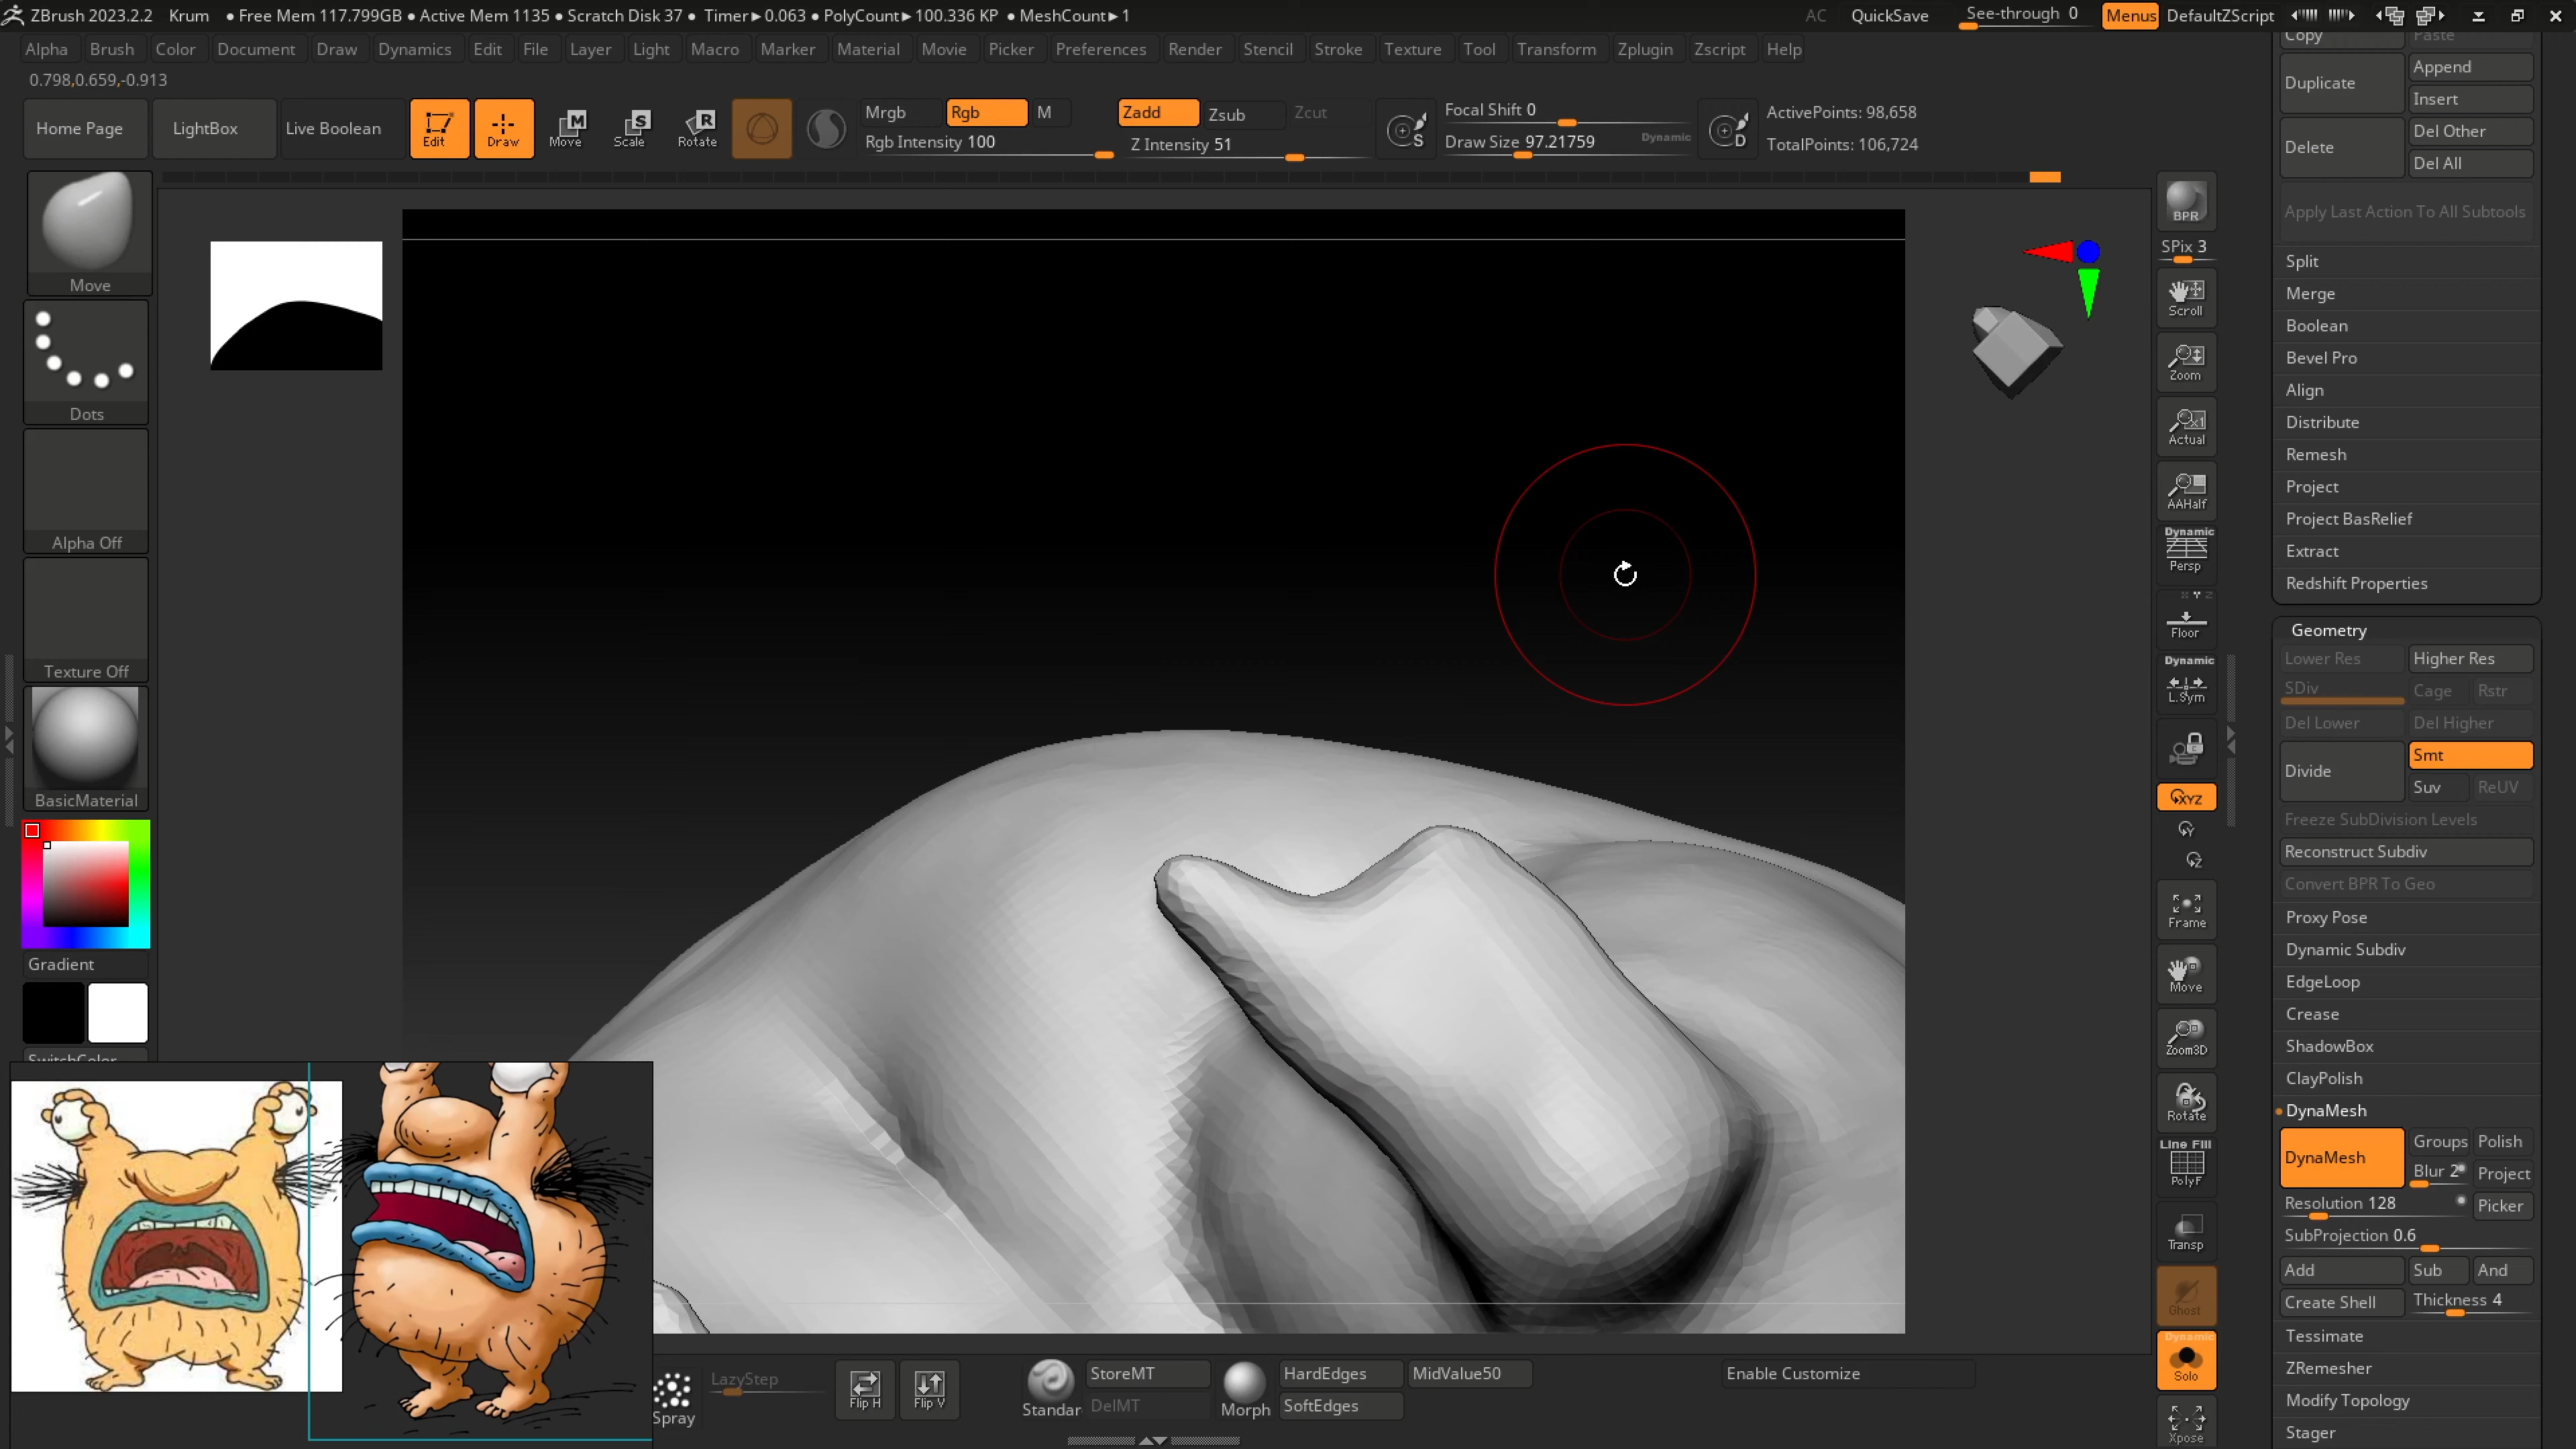 ZBrush 2023.2.2 Krum ● Free Mem 117.799GB ● Active Mem 1135 ● Scratch Disk 37 ● Timer►0.063 ● PolyCount►100.336 KP ● MeshCount►1 AC QuickSave See-through 0 Menus DefaultZScript
Alpha Brush Color Document Draw Dynamics Edit File Layer Light Macro Marker Material Movie Picker Preferences Render Stencil Stroke Texture Tool Transform Zplugin Zscript Help
0.798,0.659,-0.913
Home Page LightBox Live Boolean Edit Draw Move Scale Rotate
M S R
Mrgb Rgb M Zadd Zsub Zcut
Rgb Intensity 100 Z Intensity 51
S Focal Shift 0
Draw Size 97.21759 Dynamic D
ActivePoints: 98,658
TotalPoints: 106,724
Move
Dots
Alpha Off
Texture Off
BasicMaterial
Gradient
SwitchColor
BPR
SPix 3
Scroll
Zoom
Actual
AAHalf
Dynamic
Persp
Floor
Dynamic
L.Sym
XYZ
Y
Z
Frame
Move
Zoom3D
Rotate
Line Fill
PolyF
Transp
Ghost
Dynamic
Solo
Xpose
Copy Paste
Duplicate Append
Insert
Delete Del Other
Del All
Apply Last Action To All Subtools
Split
Merge
Boolean
Bevel Pro
Align
Distribute
Remesh
Project
Project BasRelief
Extract
Redshift Properties
Geometry
Lower Res Higher Res
SDiv Cage Rstr
Del Lower Del Higher
Divide Smt
Suv ReUV
Freeze SubDivision Levels
Reconstruct Subdiv
Convert BPR To Geo
Proxy Pose
Dynamic Subdiv
EdgeLoop
Crease
ShadowBox
ClayPolish
DynaMesh
DynaMesh Groups Polish
Blur 2 Project
Resolution 128 Picker
SubProjection 0.6
Add Sub And
Create Shell Thickness 4
Tessimate
ZRemesher
Modify Topology
Stager
Spray LazyStep Flip H Flip V Standar StoreMT
DelMT Morph HardEdges MidValue50
SoftEdges Enable Customize